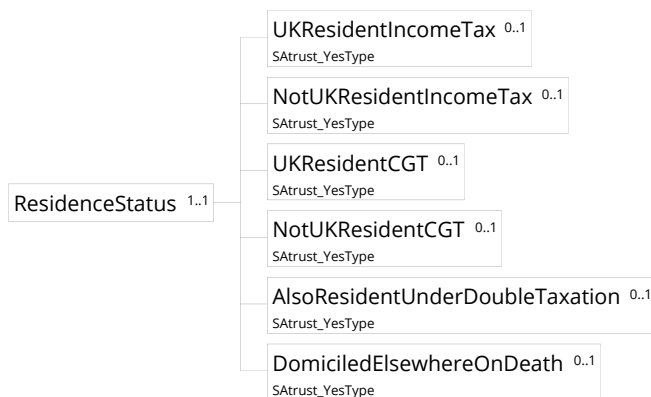 UKResidentIncomeTax 0..1
SAtrust_YesType
NotUKResidentIncomeTax 0..1
SAtrust_YesType
UKResidentCGT 0..1
SAtrust_YesType
ResidenceStatus 1..1
NotUKResidentCGT 0..1
SAtrust_YesType
AlsoResidentUnderDoubleTaxation 0..1
SAtrust_YesType
DomiciledElsewhereOnDeath 0..1
SAtrust_YesType